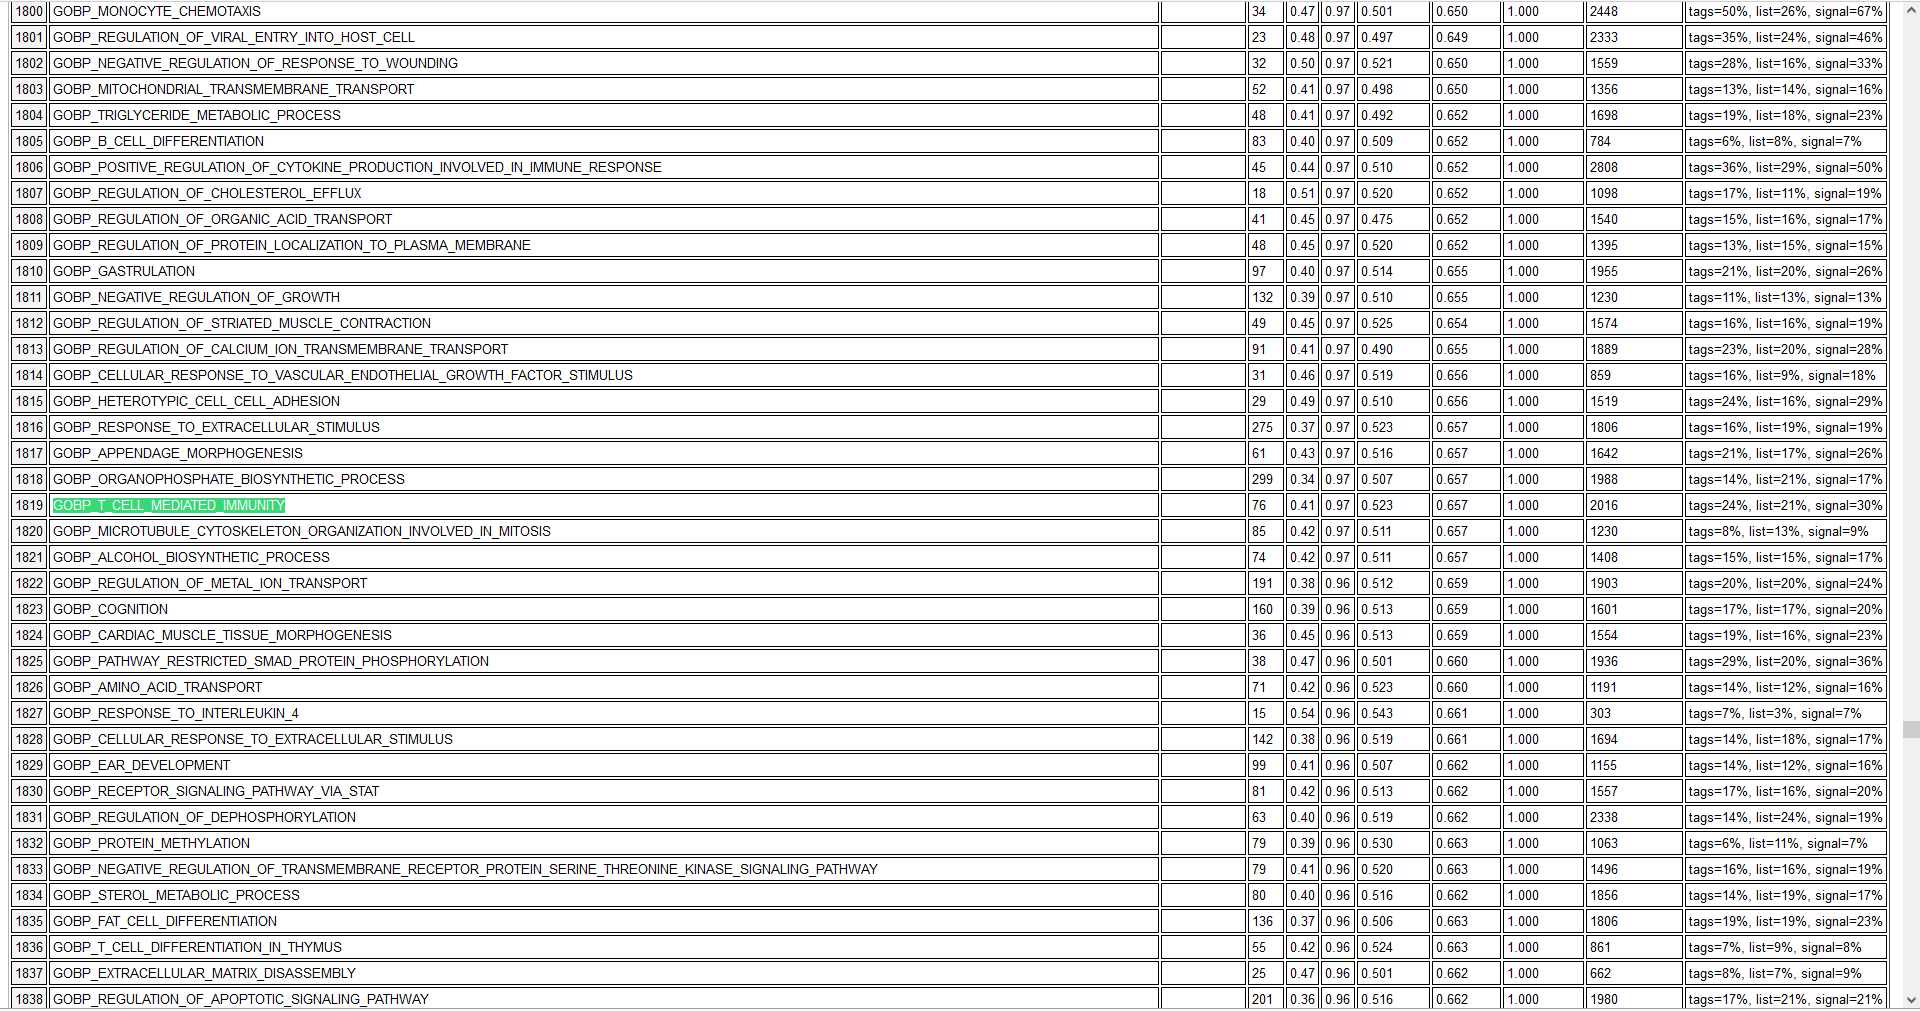 1800 GOBP_MONOCYTE_CHEMOTAXIS 34 0.47 0.97 0.501 0.650 1.000 2448 tags=50%, list=26%, signal=67%
1801 GOBP_REGULATION_OF_VIRAL_ENTRY_INTO_HOST_CELL 23 0.48 0.97 0.497 0.649 1.000 2333 tags=35%, list=24%, signal=46%
1802 GOBP_NEGATIVE_REGULATION_OF_RESPONSE_TO_WOUNDING 32 0.50 0.97 0.521 0.650 1.000 1559 tags=28%, list=16%, signal=33%
1803 GOBP_MITOCHONDRIAL_TRANSMEMBRANE_TRANSPORT 52 0.41 0.97 0.498 0.650 1.000 1356 tags=13%, list=14%, signal=16%
1804 GOBP_TRIGLYCERIDE_METABOLIC_PROCESS 48 0.41 0.97 0.492 0.652 1.000 1698 tags=19%, list=18%, signal=23%
1805 GOBP_B_CELL_DIFFERENTIATION 83 0.40 0.97 0.509 0.652 1.000 784 tags=6%, list=8%, signal=7%
1806 GOBP_POSITIVE_REGULATION_OF_CYTOKINE_PRODUCTION_INVOLVED_IN_IMMUNE_RESPONSE 45 0.44 0.97 0.510 0.652 1.000 2808 tags=36%, list=29%, signal=50%
1807 GOBP_REGULATION_OF_CHOLESTEROL_EFFLUX 18 0.51 0.97 0.520 0.652 1.000 1098 tags=17%, list=11%, signal=19%
1808 GOBP_REGULATION_OF_ORGANIC_ACID_TRANSPORT 41 0.45 0.97 0.475 0.652 1.000 1540 tags=15%, list=16%, signal=17%
1809 GOBP_REGULATION_OF_PROTEIN_LOCALIZATION_TO_PLASMA_MEMBRANE 48 0.45 0.97 0.520 0.652 1.000 1395 tags=13%, list=15%, signal=15%
1810 GOBP_GASTRULATION 97 0.40 0.97 0.514 0.655 1.000 1955 tags=21%, list=20%, signal=26%
1811 GOBP_NEGATIVE_REGULATION_OF_GROWTH 132 0.39 0.97 0.510 0.655 1.000 1230 tags=11%, list=13%, signal=13%
1812 GOBP_REGULATION_OF_STRIATED_MUSCLE_CONTRACTION 49 0.45 0.97 0.525 0.654 1.000 1574 tags=16%, list=16%, signal=19%
1813 GOBP_REGULATION_OF_CALCIUM_ION_TRANSMEMBRANE_TRANSPORT 91 0.41 0.97 0.490 0.655 1.000 1889 tags=23%, list=20%, signal=28%
1814 GOBP_CELLULAR_RESPONSE_TO_VASCULAR_ENDOTHELIAL_GROWTH_FACTOR_STIMULUS 31 0.46 0.97 0.519 0.656 1.000 859 tags=16%, list=9%, signal=18%
1815 GOBP_HETEROTYPIC_CELL_CELL_ADHESION 29 0.49 0.97 0.510 0.656 1.000 1519 tags=24%, list=16%, signal=29%
1816 GOBP_RESPONSE_TO_EXTRACELLULAR_STIMULUS 275 0.37 0.97 0.523 0.657 1.000 1806 tags=16%, list=19%, signal=19%
1817 GOBP_APPENDAGE_MORPHOGENESIS 61 0.43 0.97 0.516 0.657 1.000 1642 tags=21%, list=17%, signal=26%
1818 GOBP_ORGANOPHOSPHATE_BIOSYNTHETIC_PROCESS 299 0.34 0.97 0.507 0.657 1.000 1988 tags=14%, list=21%, signal=17%
1819 GOBP_T_CELL_MEDIATED_IMMUNITY 76 0.41 0.97 0.523 0.657 1.000 2016 tags=24%, list=21%, signal=30%
1820 GOBP_MICROTUBULE_CYTOSKELETON_ORGANIZATION_INVOLVED_IN_MITOSIS 85 0.42 0.97 0.511 0.657 1.000 1230 tags=8%, list=13%, signal=9%
1821 GOBP_ALCOHOL_BIOSYNTHETIC_PROCESS 74 0.42 0.97 0.511 0.657 1.000 1408 tags=15%, list=15%, signal=17%
1822 GOBP_REGULATION_OF_METAL_ION_TRANSPORT 191 0.38 0.96 0.512 0.659 1.000 1903 tags=20%, list=20%, signal=24%
1823 GOBP_COGNITION 160 0.39 0.96 0.513 0.659 1.000 1601 tags=17%, list=17%, signal=20%
1824 GOBP_CARDIAC_MUSCLE_TISSUE_MORPHOGENESIS 36 0.45 0.96 0.513 0.659 1.000 1554 tags=19%, list=16%, signal=23%
1825 GOBP_PATHWAY_RESTRICTED_SMAD_PROTEIN_PHOSPHORYLATION 38 0.47 0.96 0.501 0.660 1.000 1936 tags=29%, list=20%, signal=36%
1826 GOBP_AMINO_ACID_TRANSPORT 71 0.42 0.96 0.523 0.660 1.000 1191 tags=14%, list=12%, signal=16%
1827 GOBP_RESPONSE_TO_INTERLEUKIN_4 15 0.54 0.96 0.543 0.661 1.000 303 tags=7%, list=3%, signal=7%
1828 GOBP_CELLULAR_RESPONSE_TO_EXTRACELLULAR_STIMULUS 142 0.38 0.96 0.519 0.661 1.000 1694 tags=14%, list=18%, signal=17%
1829 GOBP_EAR_DEVELOPMENT 99 0.41 0.96 0.507 0.662 1.000 1155 tags=14%, list=12%, signal=16%
1830 GOBP_RECEPTOR_SIGNALING_PATHWAY_VIA_STAT 81 0.42 0.96 0.513 0.662 1.000 1557 tags=17%, list=16%, signal=20%
1831 GOBP_REGULATION_OF_DEPHOSPHORYLATION 63 0.40 0.96 0.519 0.662 1.000 2338 tags=14%, list=24%, signal=19%
1832 GOBP_PROTEIN_METHYLATION 79 0.39 0.96 0.530 0.663 1.000 1063 tags=6%, list=11%, signal=7%
1833 GOBP_NEGATIVE_REGULATION_OF_TRANSMEMBRANE_RECEPTOR_PROTEIN_SERINE_THREONINE_KINASE_SIGNALING_PATHWAY 79 0.41 0.96 0.520 0.663 1.000 1496 tags=16%, list=16%, signal=19%
1834 GOBP_STEROL_METABOLIC_PROCESS 80 0.40 0.96 0.516 0.662 1.000 1856 tags=14%, list=19%, signal=17%
1835 GOBP_FAT_CELL_DIFFERENTIATION 136 0.37 0.96 0.506 0.663 1.000 1806 tags=19%, list=19%, signal=23%
1836 GOBP_T_CELL_DIFFERENTIATION_IN_THYMUS 55 0.42 0.96 0.524 0.663 1.000 861 tags=7%, list=9%, signal=8%
1837 GOBP_EXTRACELLULAR_MATRIX_DISASSEMBLY 25 0.47 0.96 0.501 0.662 1.000 662 tags=8%, list=7%, signal=9%
1838 GOBP_REGULATION_OF_APOPTOTIC_SIGNALING_PATHWAY 201 0.36 0.96 0.516 0.662 1.000 1980 tags=17%, list=21%, signal=21%